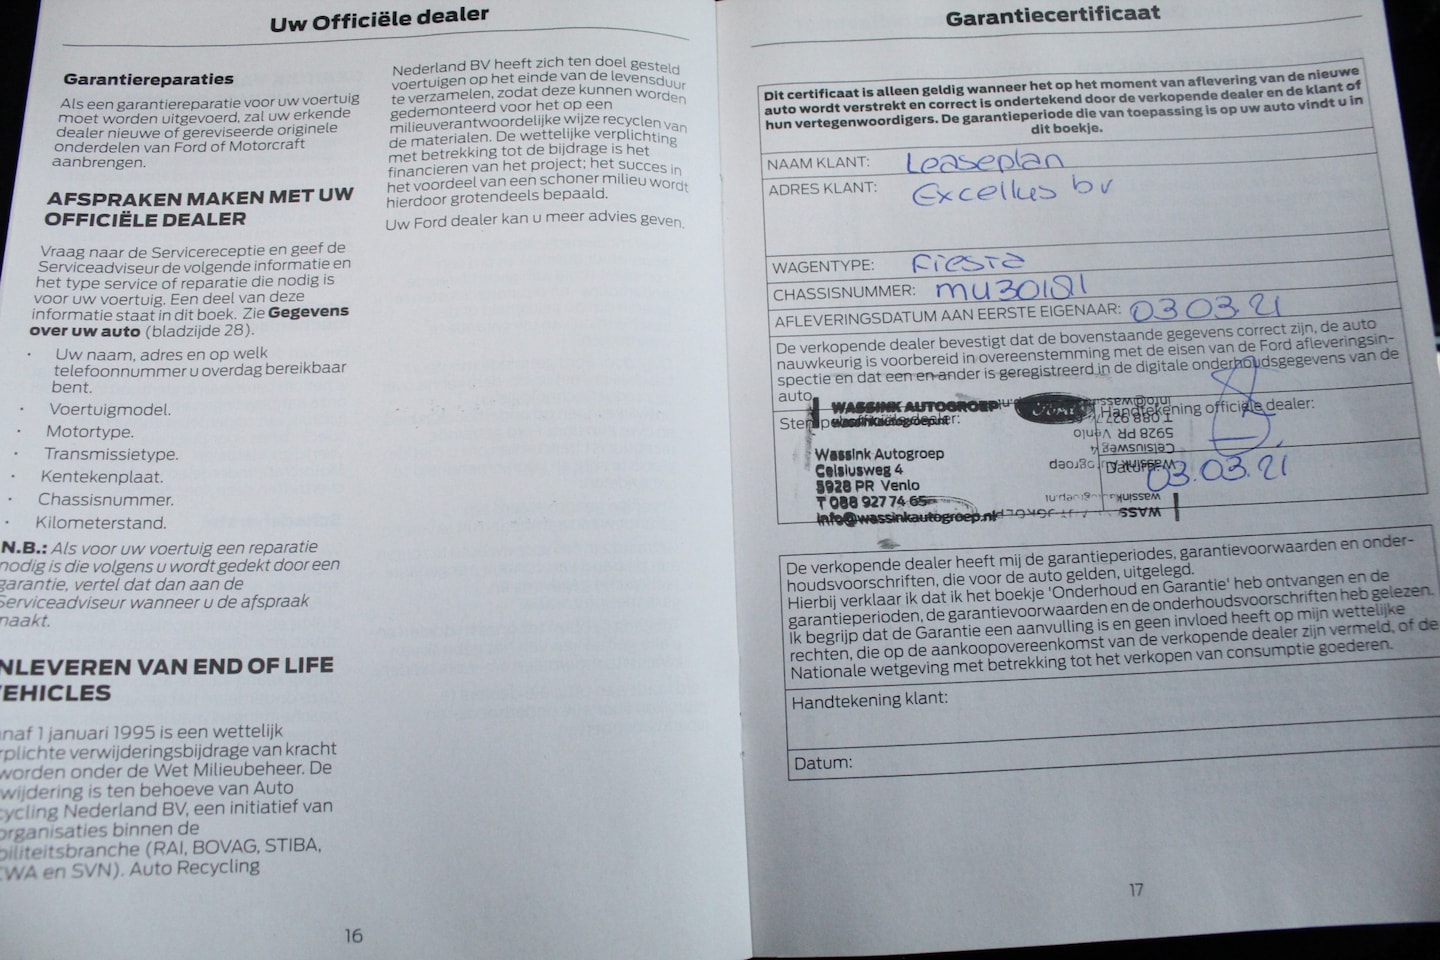 Uw Officiële dealer
Garantiereparaties
Als een garantiereparatie voor uw voertuig
moet worden uitgevoerd, zal uw erkende
dealer nieuwe of gereviseerde originele
onderdelen van Ford of Motorcraft
aanbrengen.
AFSPRAKEN MAKEN MET UW
OFFICIËLE DEALER
Vraag naar de Servicereceptie en geef de
Serviceadviseur de volgende informatie en
het type service of reparatie die nodig is
voor uw voertuig. Een deel van deze
informatie staat in dit boek. Zie Gegevens
over uw auto (bladzijde 28).
· Uw naam, adres en op welk
telefoonnummer u overdag bereikbaar
bent.
· Voertuigmodel.
· Motortype.
· Transmissietype.
· Kentekenplaat.
· Chassisnummer.
· Kilometerstand.
N.B.: Als voor uw voertuig een reparatie
nodig is die volgens u wordt gedekt door een
garantie, vertel dat dan aan de
Serviceadviseur wanneer u de afspraak
naakt.
NLEVEREN VAN END OF LIFE
EHICLES
naf 1 januari 1995 is een wettelijk
rplichte verwijderingsbijdrage van kracht
worden onder de Wet Milieubeheer. De
wijdering is ten behoeve van Auto
cycling Nederland BV, een initiatief van
organisaties binnen de
biliteitsbranche (RAI, BOVAG, STIBA,
WA en SVN). Auto Recycling
Nederland BV heeft zich ten doel gesteld
voertuigen op het einde van de levensduur
te verzamelen, zodat deze kunnen worden
gedemonteerd voor het op een
milieuverantwoordelijke wijze recyclen van
de materialen. De wettelijke verplichting
met betrekking tot de bijdrage is het
financieren van het project; het succes in
het voordeel van een schoner milieu wordt
hierdoor grotendeels bepaald.
Uw Ford dealer kan u meer advies geven.
16
Garantiecertificaat
Dit certificaat is alleen geldig wanneer het op het moment van aflevering van de nieuwe
auto wordt verstrekt en correct is ondertekend door de verkopende dealer en de klant of
hun vertegenwoordigers. De garantieperiode die van toepassing is op uw auto vindt u in
dit boekje.
NAAM KLANT: Leaseplan
ADRES KLANT: Excellus bv
WAGENTYPE: Fiesta
CHASSISNUMMER:
AFLEVERINGSDATUM AAN EERSTE EIGENAAR: 03.03.21
De verkopende dealer bevestigt dat de bovenstaande gegevens correct zijn, de auto
nauwkeurig is voorbereid in overeenstemming met de eisen van de Ford afleveringsin-
spectie en dat een en ander is geregistreerd in de digitale onderhoudsgegevens van de
auto.
Handtekening officiële dealer:
WASSINK AUTOGROEP
wassinkautogroep.nl
Wassink Autogroep
Celsiusweg 4
5928 PR Venlo
T 088 927 74 65
info@wassinkautogroep.nl
Datum: 03.03.21
De verkopende dealer heeft mij de garantieperiodes, garantievoorwaarden en onder-
houdsvoorschriften, die voor de auto gelden, uitgelegd.
Hierbij verklaar ik dat ik het boekje 'Onderhoud en Garantie' heb ontvangen en de
garantieperioden, de garantievoorwaarden en de onderhoudsvoorschriften heb gelezen.
Ik begrijp dat de Garantie een aanvulling is en geen invloed heeft op mijn wettelijke
rechten, die op de aankoopovereenkomst van de verkopende dealer zijn vermeld, of de
Nationale wetgeving met betrekking tot het verkopen van consumptie goederen.
Handtekening klant:
Datum:
17